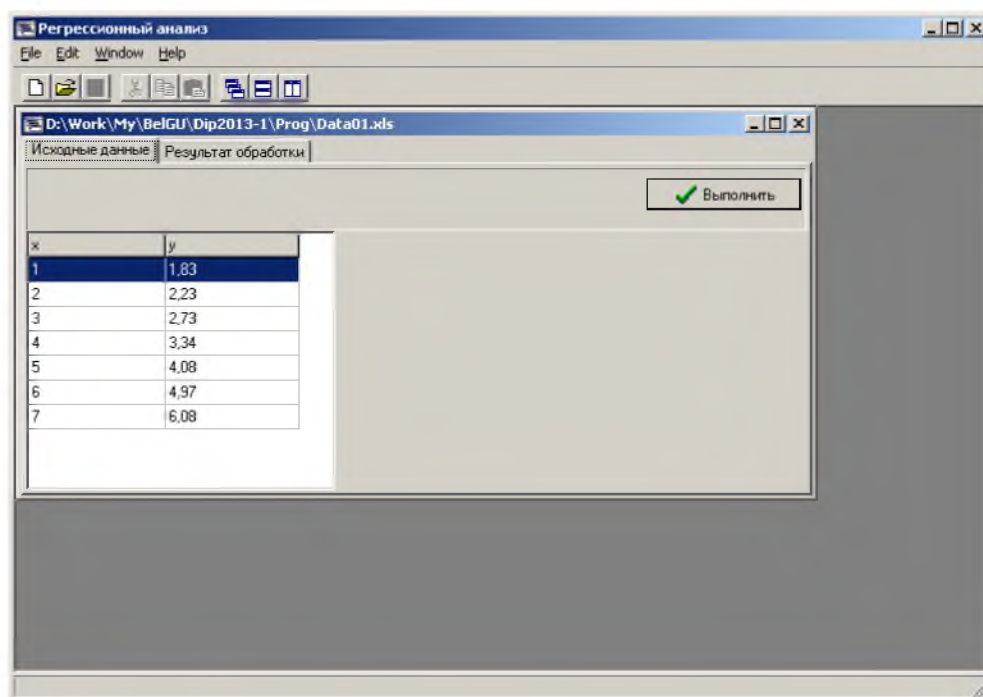 Регрессионный анализ
File Edit Window Help
D:\Work\My\BelGU\Dip2013-1\Prog\Data01.xls
Исходные данные Результат обработки
Выполнить
x y
1 1,83
2 2,23
3 2,73
4 3,34
5 4,08
6 4,97
7 6,08